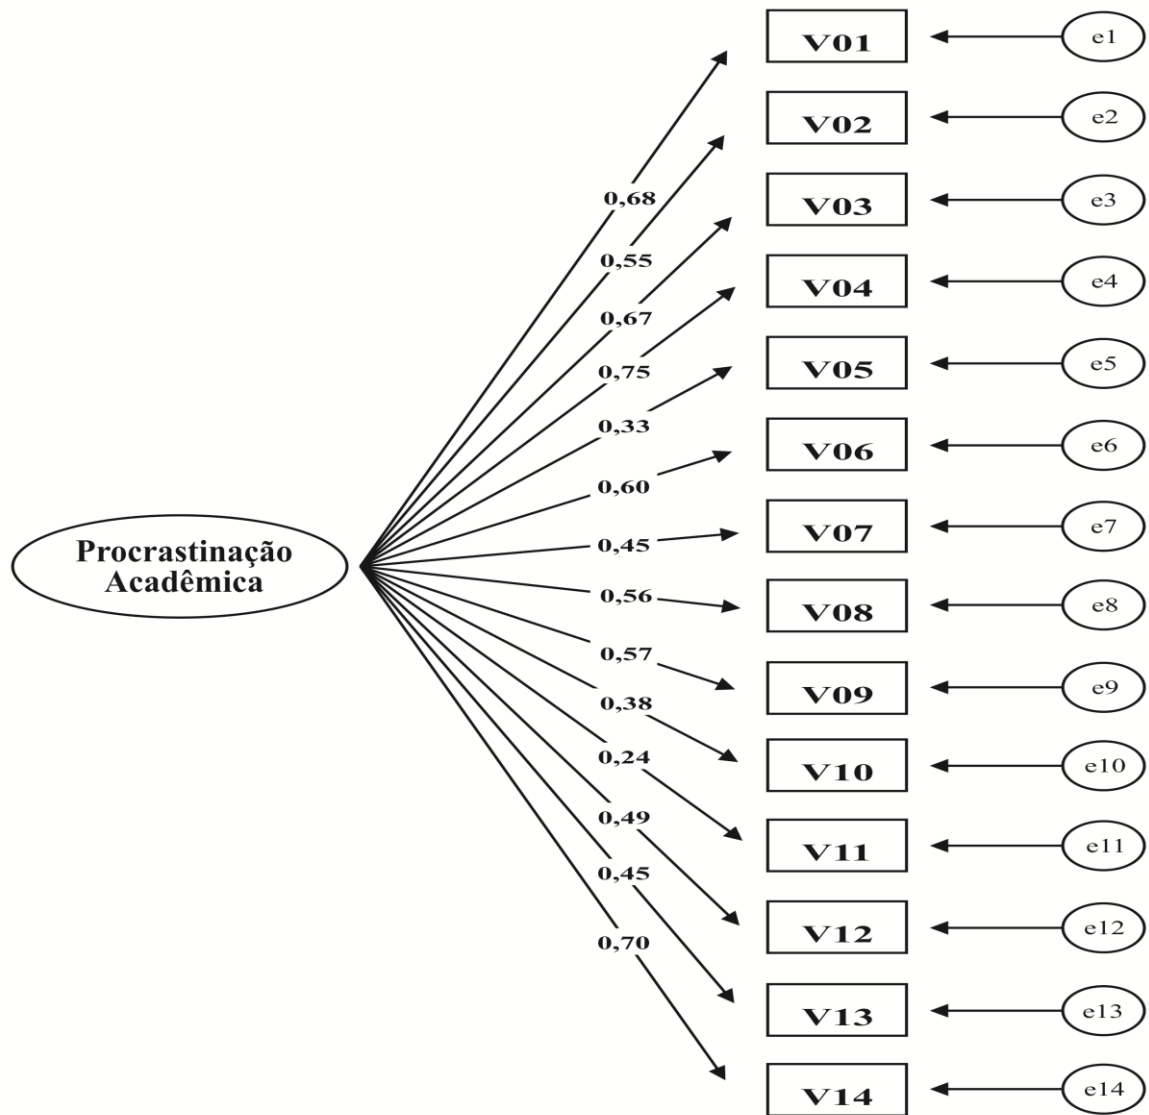 V01
e1
V02
e2
0,68
V03
e3
0,55
V04
e4
0,67
0,75
V05
e5
0,33
V06
e6
0,60
V07
e7
0,45
Procrastinação
Acadêmica
0,56
V08
e8
0,57
V09
e9
0,38
V10
e10
0,24
V11
e11
0,49
0,45
V12
e12
0,70
V13
e13
V14
e14